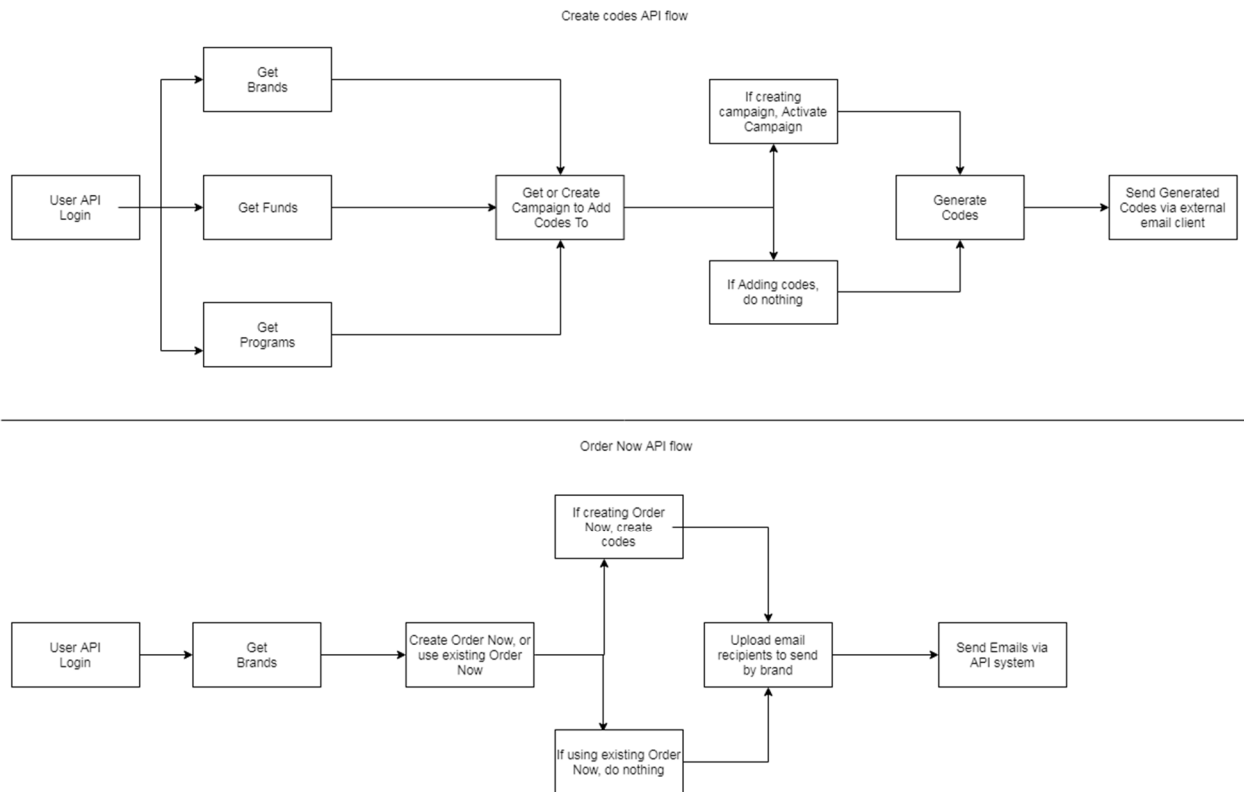 Create codes API flow
Get
Brands
If creating
campaign, Activate
Campaign
User API
Login
Get Funds
Get or Create
Campaign to Add
Codes To
Generate
Codes
Send Generated
Codes via external
email client
If Adding codes,
do nothing
Get
Programs
Order Now API flow
If creating Order
Now, create
codes
User API
Login
Get
Brands
Create Order Now, or
use existing Order
Now
Upload email
recipients to send
by brand
Send Emails via
API system
If using existing Order
Now, do nothing